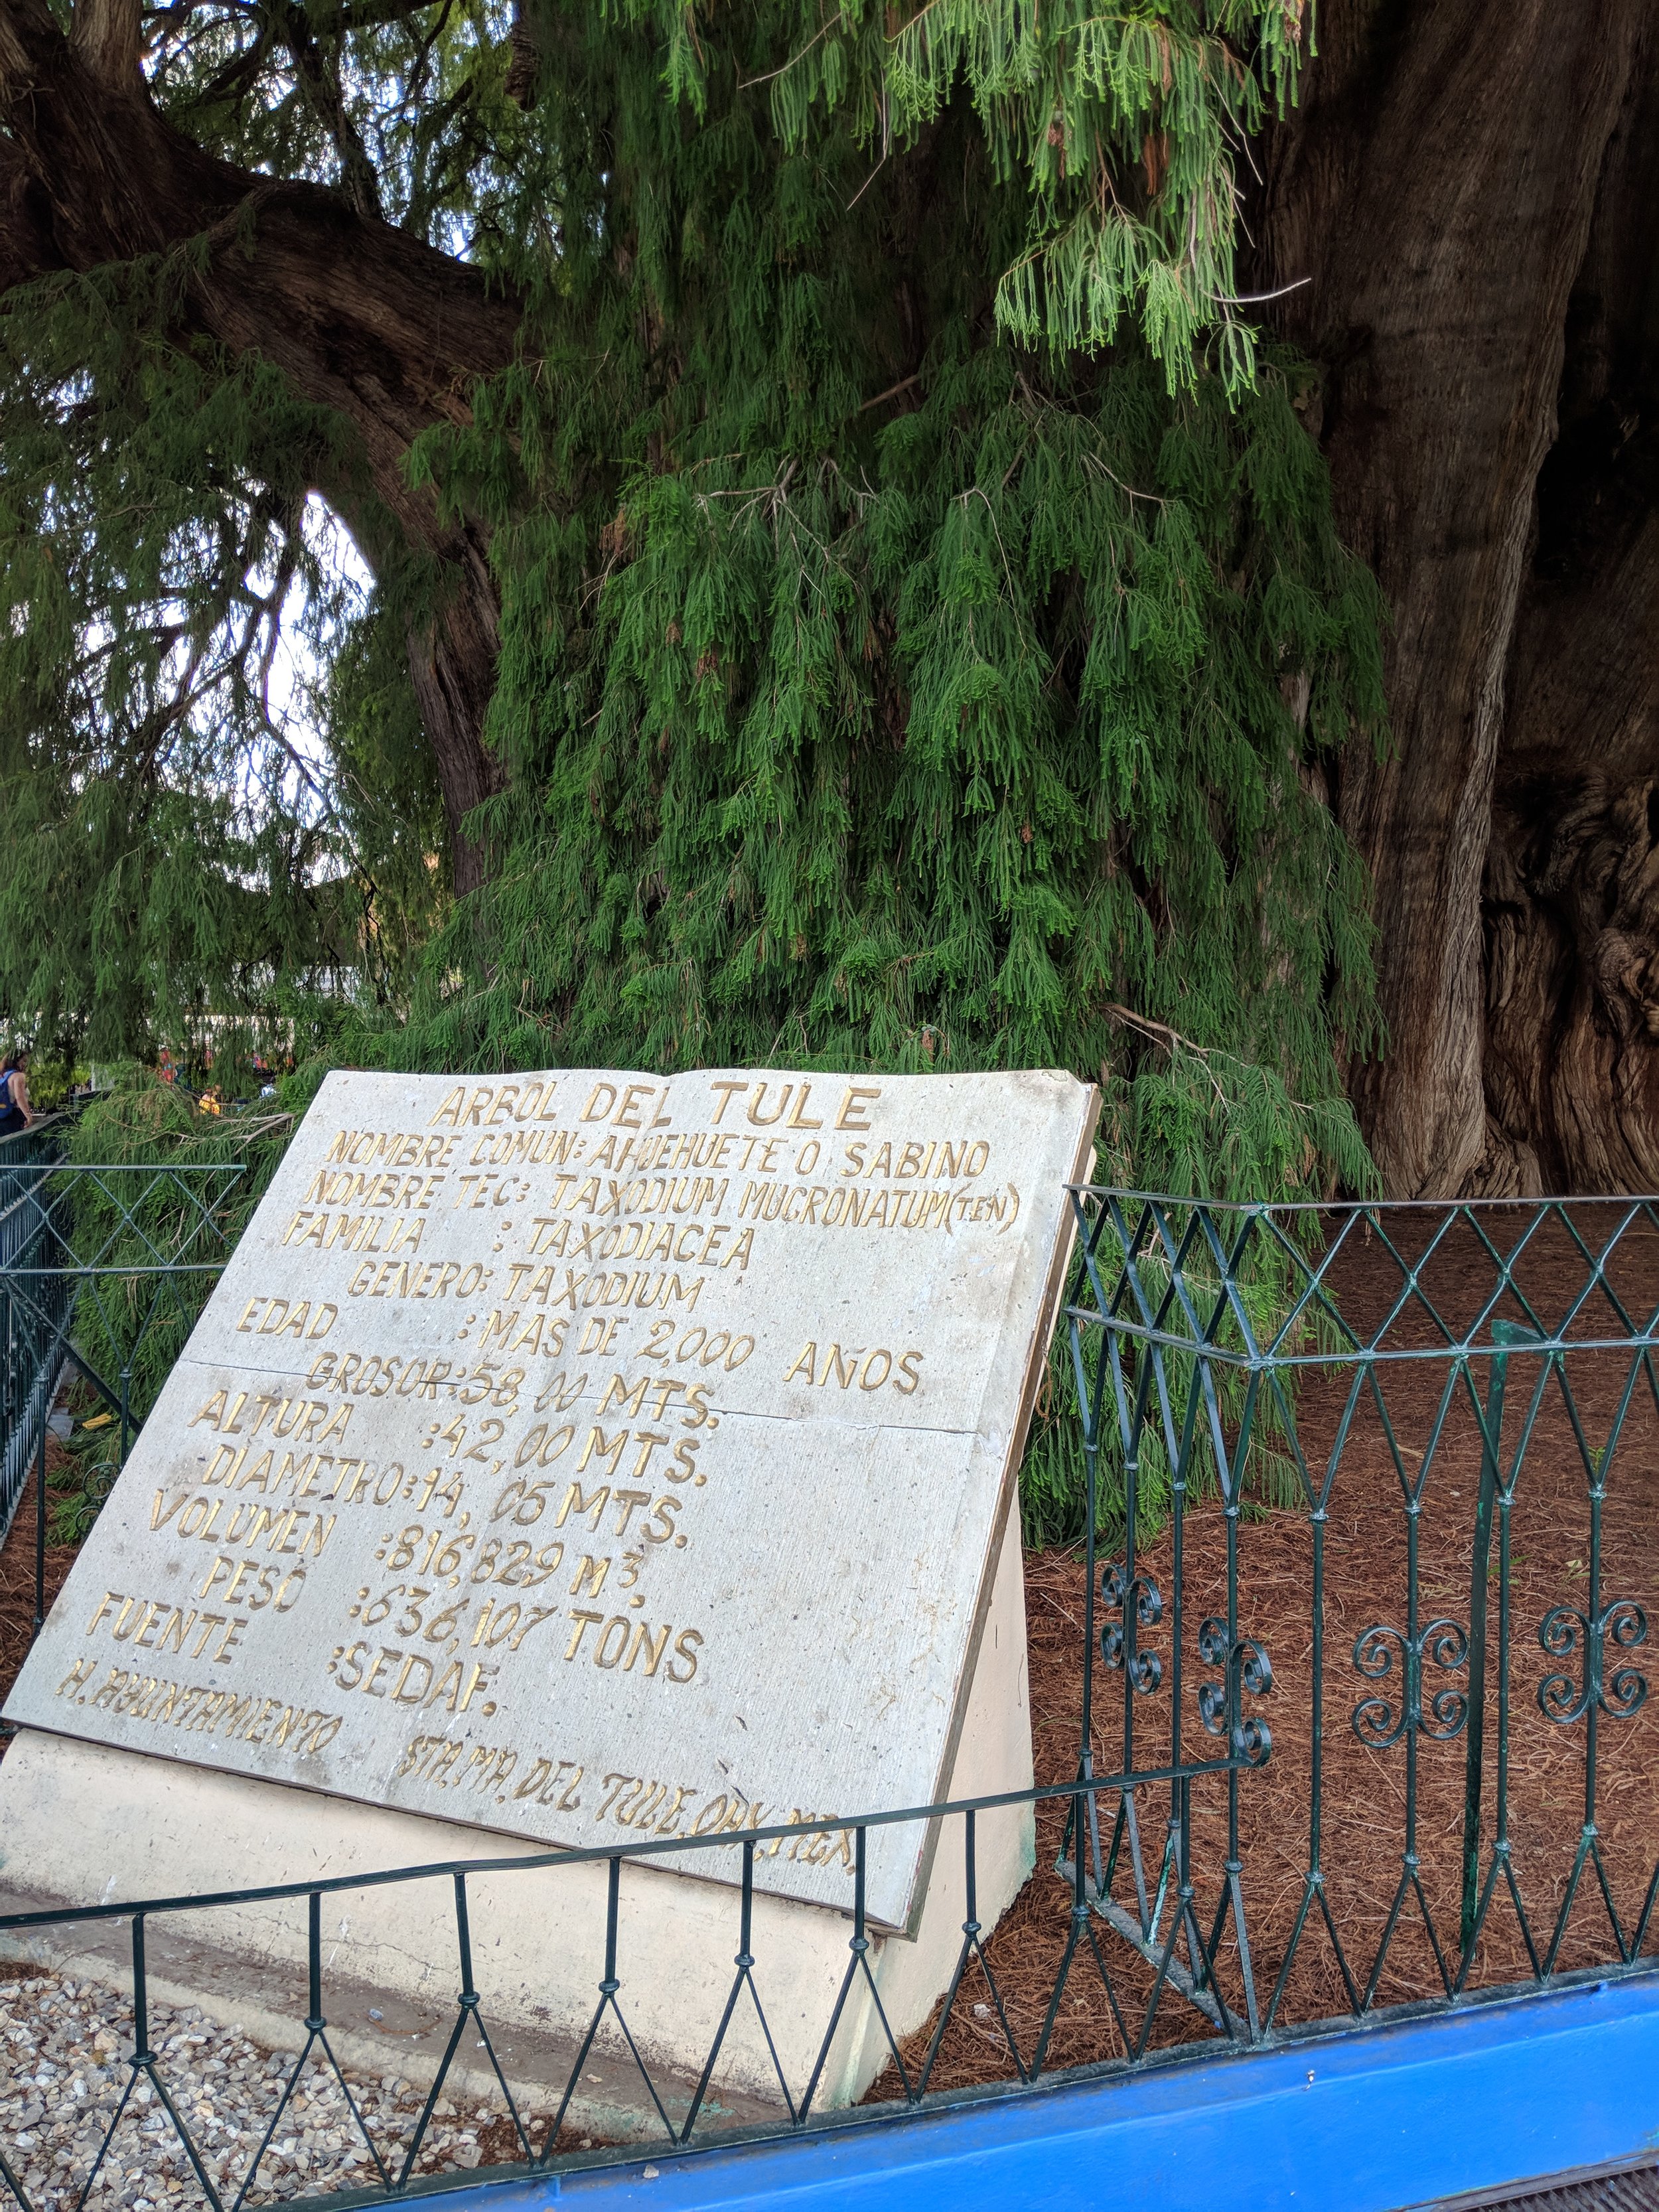 ARBOL DEL TULE
NOMBRE COMUN: AHUEHUETE O SABINO
NOMBRE TEC: TAXODIUM MUCRONATUM(TEN)
FAMILIA : TAXODIACEA
GENERO: TAXODIUM
EDAD : MAS DE 2,000 AÑOS
GROSOR: 58,00 MTS.
ALTURA : 42,00 MTS.
DIAMETRO: 14,05 MTS.
VOLUMEN : 816,829 M3.
PESO : 636,107 TONS
FUENTE : SEDAF.
H. AYUNTAMIENTO STA, MA, DEL TULE, OAX, MEX.